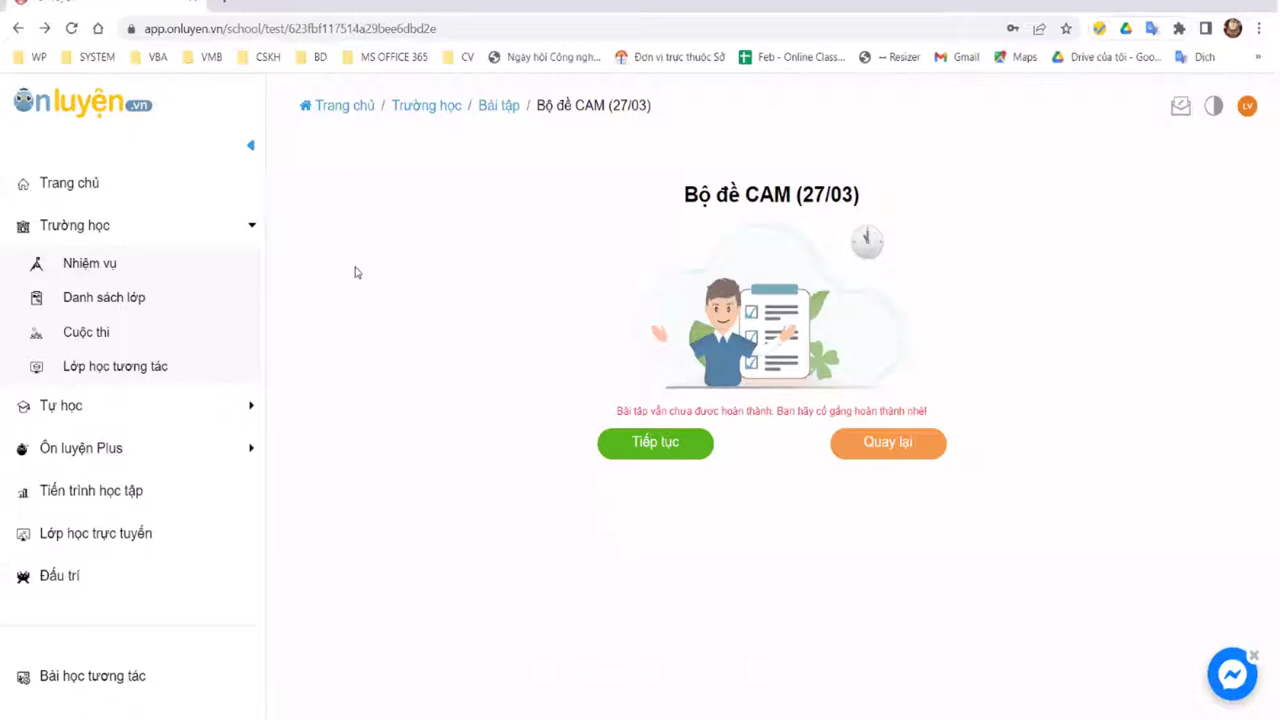 app.onluyen.vn/school/test/623fbf117514a29bee6dbd2e
WP SYSTEM VBA VMB CSKH BD MS OFFICE 365 CV Ngày hội Công ngh... Đơn vị trực thuộc Sở Feb - Online Class... -- Resizer Gmail Maps Drive của tôi - Goo... Dịch »
Ôn luyện .vn
Trang chủ / Trường học / Bài tập / Bộ đề CAM (27/03)
LV
Trang chủ
Trường học
Nhiệm vụ
Danh sách lớp
Cuộc thi
Lớp học tương tác
Tự học
Ôn luyện Plus
Tiến trình học tập
Lớp học trực tuyến
Đấu trí
Bài học tương tác
Bộ đề CAM (27/03)
Bài tập vẫn chưa được hoàn thành. Bạn hãy cố gắng hoàn thành nhé!
Tiếp tục Quay lại